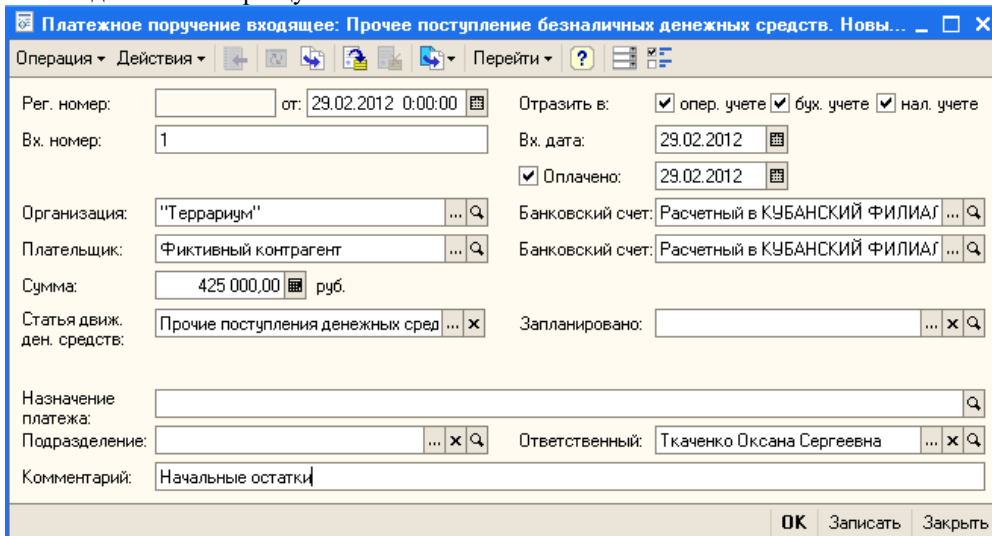 Платежное поручение входящее: Прочее поступление безналичных денежных средств. Новы...
Операция Действия Перейти ?
Рег. номер: от: 29.02.2012 0:00:00 Отразить в: опер. учете бух. учете нал. учете
Вх. номер: 1 Вх. дата: 29.02.2012
Оплачено: 29.02.2012
Организация: "Террариум" ... Банковский счет: Расчетный в КУБАНСКИЙ ФИЛИАЛ ...
Плательщик: Фиктивный контрагент ... Банковский счет: Расчетный в КУБАНСКИЙ ФИЛИАЛ ...
Сумма: 425 000,00 руб.
Статья движ. Прочие поступления денежных сред ... x Запланировано: ... x
ден. средств:
Назначение
платежа:
Подразделение: ... x Ответственный: Ткаченко Оксана Сергеевна ... x
Комментарий: Начальные остатки
OK Записать Закрыть